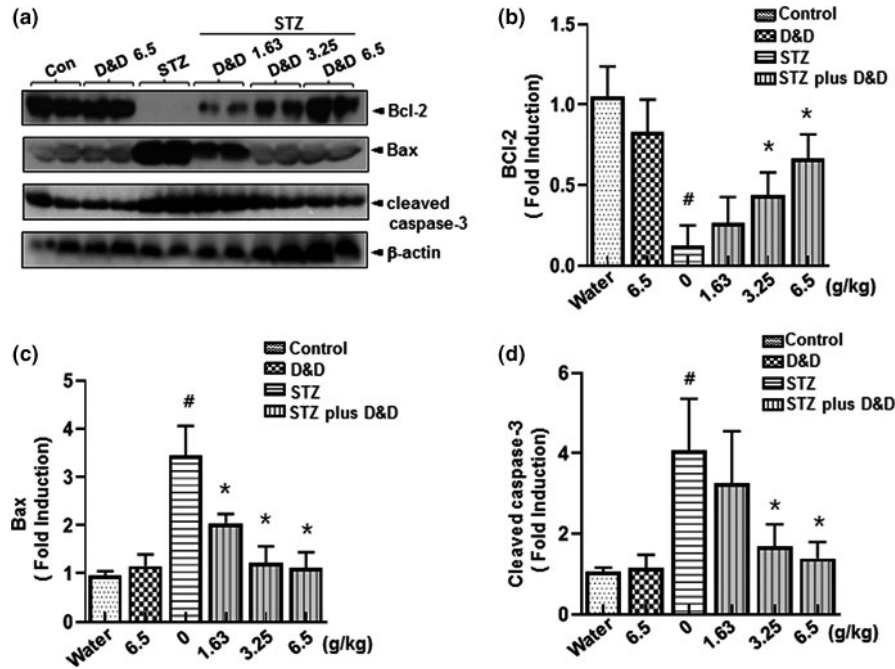 (a)
STZ
Con
D&D 6.5
STZ
D&D 1.63
D&D 3.25
D&D 6.5
Bcl-2
Bax
cleaved
caspase-3
β-actin
(b)
Control
D&D
STZ
STZ plus D&D
BCl-2
( Fold Induction)
1.5
1.0
0.5
0.0
#
*
*
Water
6.5
0
1.63
3.25
6.5
(g/kg)
(c)
Control
D&D
STZ
STZ plus D&D
Bax
( Fold Induction)
5
4
3
2
1
0
#
*
*
*
Water
6.5
0
1.63
3.25
6.5
(g/kg)
(d)
Control
D&D
STZ
STZ plus D&D
Cleaved caspase-3
( Fold Induction)
6
4
2
0
#
*
*
Water
6.5
0
1.63
3.25
6.5
(g/kg)